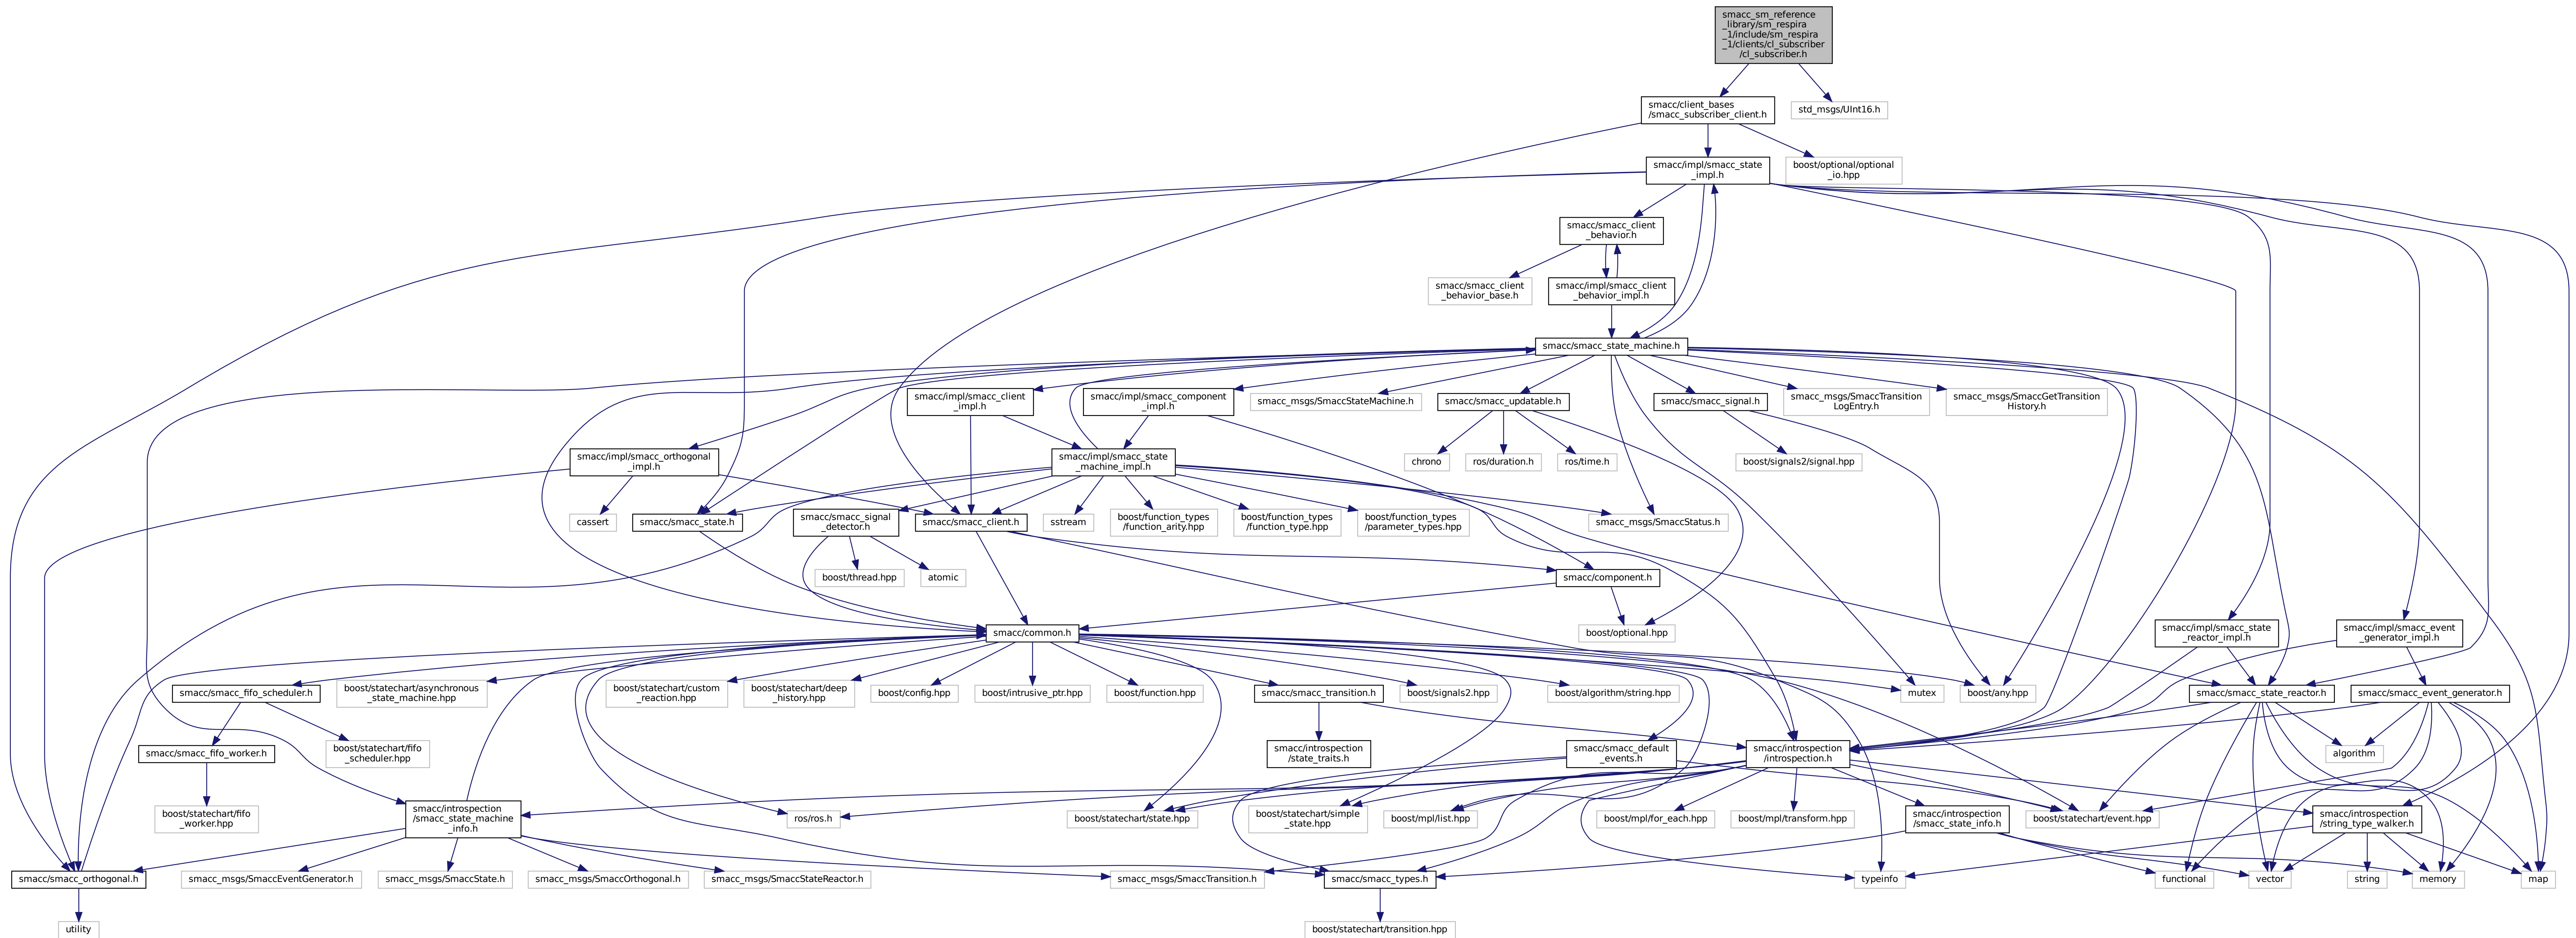 smacc_sm_reference
_library/sm_respira
_1/include/sm_respira
_1/clients/cl_subscriber
/cl_subscriber.h
smacc/client_bases
/smacc_subscriber_client.h
std_msgs/UInt16.h
smacc/impl/smacc_state
_impl.h
boost/optional/optional
_io.hpp
smacc/smacc_client
_behavior.h
smacc/smacc_client
_behavior_base.h
smacc/impl/smacc_client
_behavior_impl.h
smacc/smacc_state_machine.h
smacc/impl/smacc_client
_impl.h
smacc/impl/smacc_component
_impl.h
smacc_msgs/SmaccStateMachine.h
smacc/smacc_updatable.h
smacc/smacc_signal.h
smacc_msgs/SmaccTransition
LogEntry.h
smacc_msgs/SmaccGetTransition
History.h
smacc/impl/smacc_orthogonal
_impl.h
smacc/impl/smacc_state
_machine_impl.h
chrono
ros/duration.h
ros/time.h
boost/signals2/signal.hpp
cassert
smacc/smacc_state.h
smacc/smacc_signal
_detector.h
smacc/smacc_client.h
sstream
boost/function_types
/function_arity.hpp
boost/function_types
/function_type.hpp
boost/function_types
/parameter_types.hpp
smacc_msgs/SmaccStatus.h
boost/thread.hpp
atomic
smacc/component.h
smacc/common.h
boost/optional.hpp
smacc/impl/smacc_state
_reactor_impl.h
smacc/impl/smacc_event
_generator_impl.h
smacc/smacc_fifo_scheduler.h
boost/statechart/asynchronous
_state_machine.hpp
boost/statechart/custom
_reaction.hpp
boost/statechart/deep
_history.hpp
boost/config.hpp
boost/intrusive_ptr.hpp
boost/function.hpp
smacc/smacc_transition.h
boost/signals2.hpp
boost/algorithm/string.hpp
mutex
boost/any.hpp
smacc/smacc_state_reactor.h
smacc/smacc_event_generator.h
smacc/smacc_fifo_worker.h
boost/statechart/fifo
_scheduler.hpp
smacc/introspection
/state_traits.h
smacc/smacc_default
_events.h
smacc/introspection
/introspection.h
algorithm
boost/statechart/fifo
_worker.hpp
smacc/introspection
/smacc_state_machine
_info.h
ros/ros.h
boost/statechart/state.hpp
boost/statechart/simple
_state.hpp
boost/mpl/list.hpp
boost/mpl/for_each.hpp
boost/mpl/transform.hpp
smacc/introspection
/smacc_state_info.h
boost/statechart/event.hpp
smacc/introspection
/string_type_walker.h
smacc/smacc_orthogonal.h
smacc_msgs/SmaccEventGenerator.h
smacc_msgs/SmaccState.h
smacc_msgs/SmaccOrthogonal.h
smacc_msgs/SmaccStateReactor.h
smacc_msgs/SmaccTransition.h
smacc/smacc_types.h
typeinfo
functional
vector
string
memory
map
utility
boost/statechart/transition.hpp